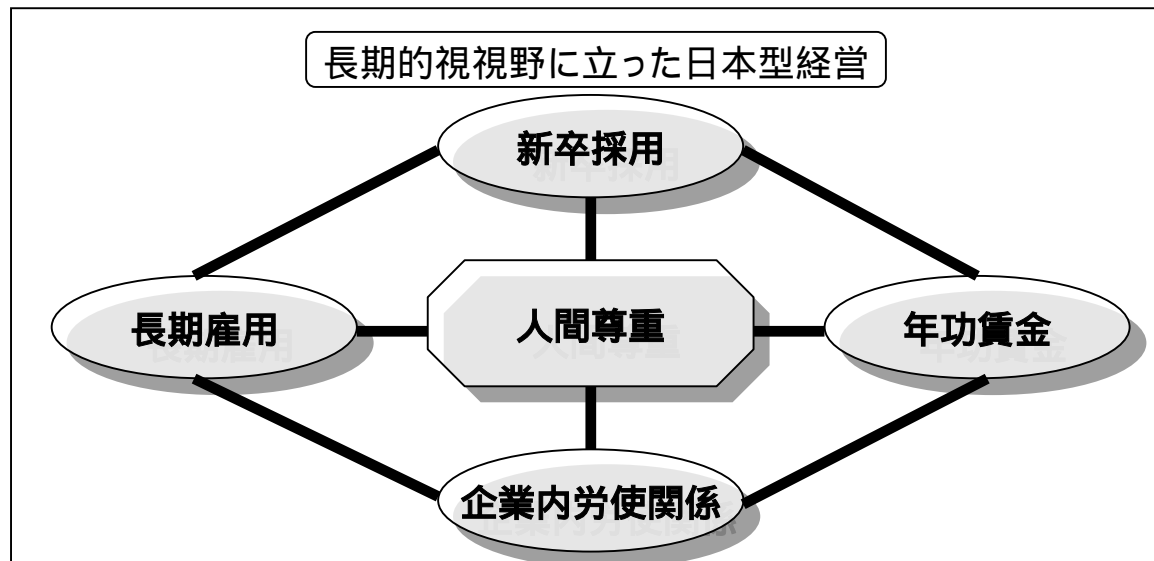 長期的視視野に立った日本型経営
新卒採用
長期雇用
人間尊重
年功賃金
企業内労使関係